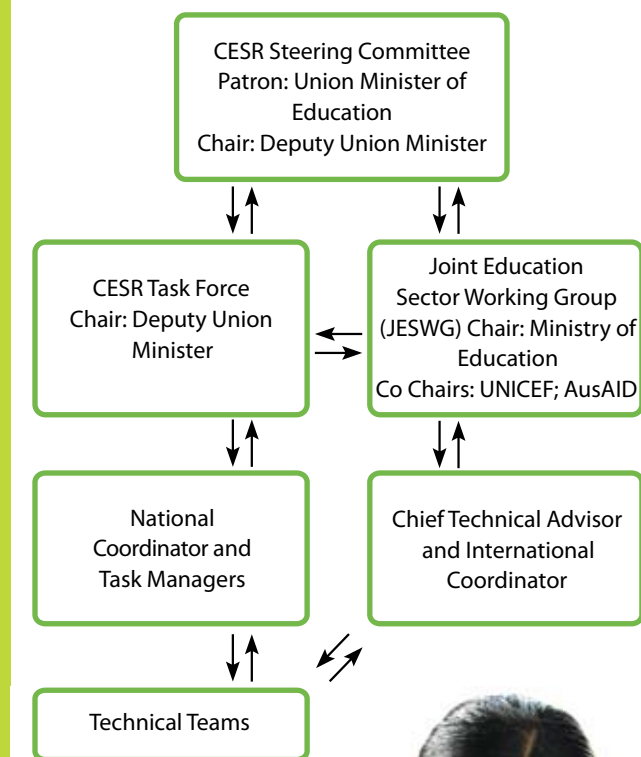 CESR Steering Committee
Patron: Union Minister of
Education
Chair: Deputy Union Minister
CESR Task Force
Chair: Deputy Union
Minister
Joint Education
Sector Working Group
(JESWG) Chair: Ministry of
Education
Co Chairs: UNICEF; AusAID
National
Coordinator and
Task Managers
Chief Technical Advisor
and International
Coordinator
Technical Teams